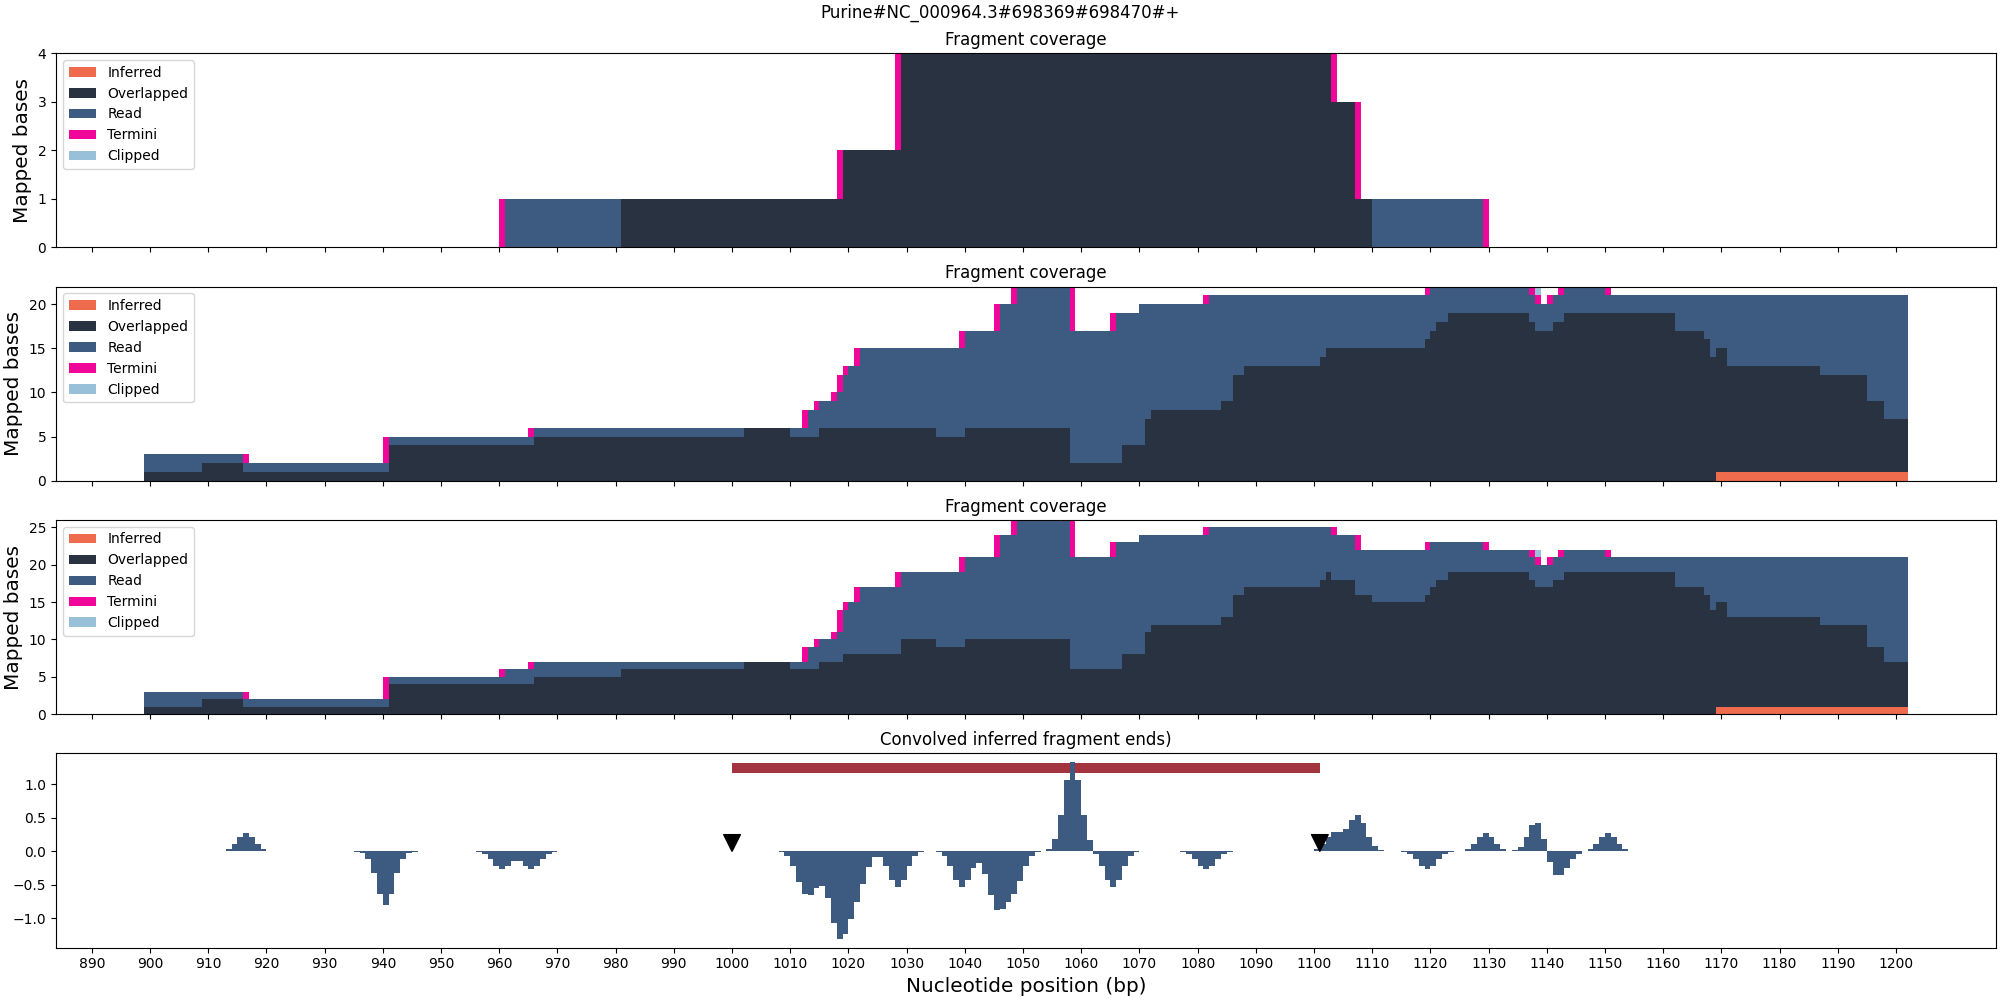 Purine#NC_000964.3#698369#698470#+
Fragment coverage
4
3
2
1
0
Mapped bases
Inferred
Overlapped
Read
Termini
Clipped
Fragment coverage
20
15
10
5
0
Mapped bases
Inferred
Overlapped
Read
Termini
Clipped
Fragment coverage
25
20
15
10
5
0
Mapped bases
Inferred
Overlapped
Read
Termini
Clipped
Convolved inferred fragment ends)
1.0
0.5
0.0
−0.5
−1.0
890 900 910 920 930 940 950 960 970 980 990 1000 1010 1020 1030 1040 1050 1060 1070 1080 1090 1100 1110 1120 1130 1140 1150 1160 1170 1180 1190 1200
Nucleotide position (bp)